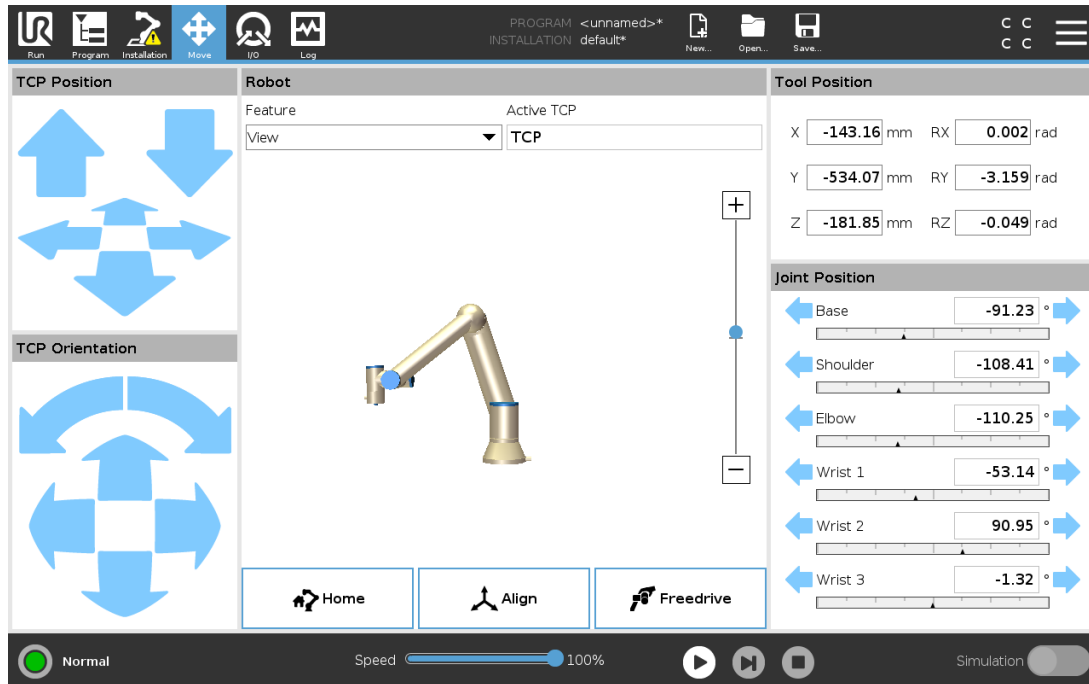 PROGRAM <unnamed>*
INSTALLATION default*
Run Program Installation Move I/O Log New... Open... Save...
C C
C C
TCP Position
Robot
Tool Position
Feature Active TCP
View TCP
X -143.16 mm RX 0.002 rad
Y -534.07 mm RY -3.159 rad
Z -181.85 mm RZ -0.049 rad
Joint Position
Base -91.23 °
TCP Orientation
Shoulder -108.41 °
Elbow -110.25 °
Wrist 1 -53.14 °
Wrist 2 90.95 °
Wrist 3 -1.32 °
Home Align Freedrive
Normal Speed 100% Simulation